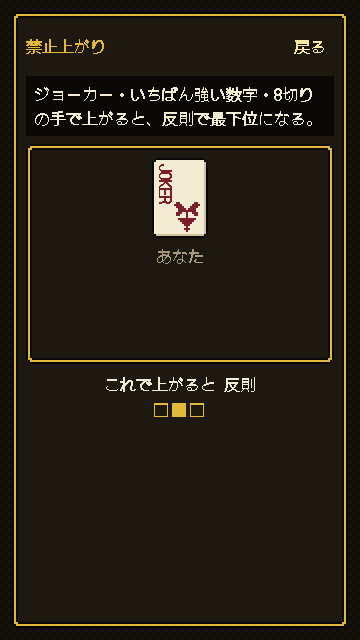 禁止上がり
戻る
ジョーカー・いちばん強い数字・8切り
の手で上がると、反則で最下位になる。
JOKER
あなた
これで上がると 反則